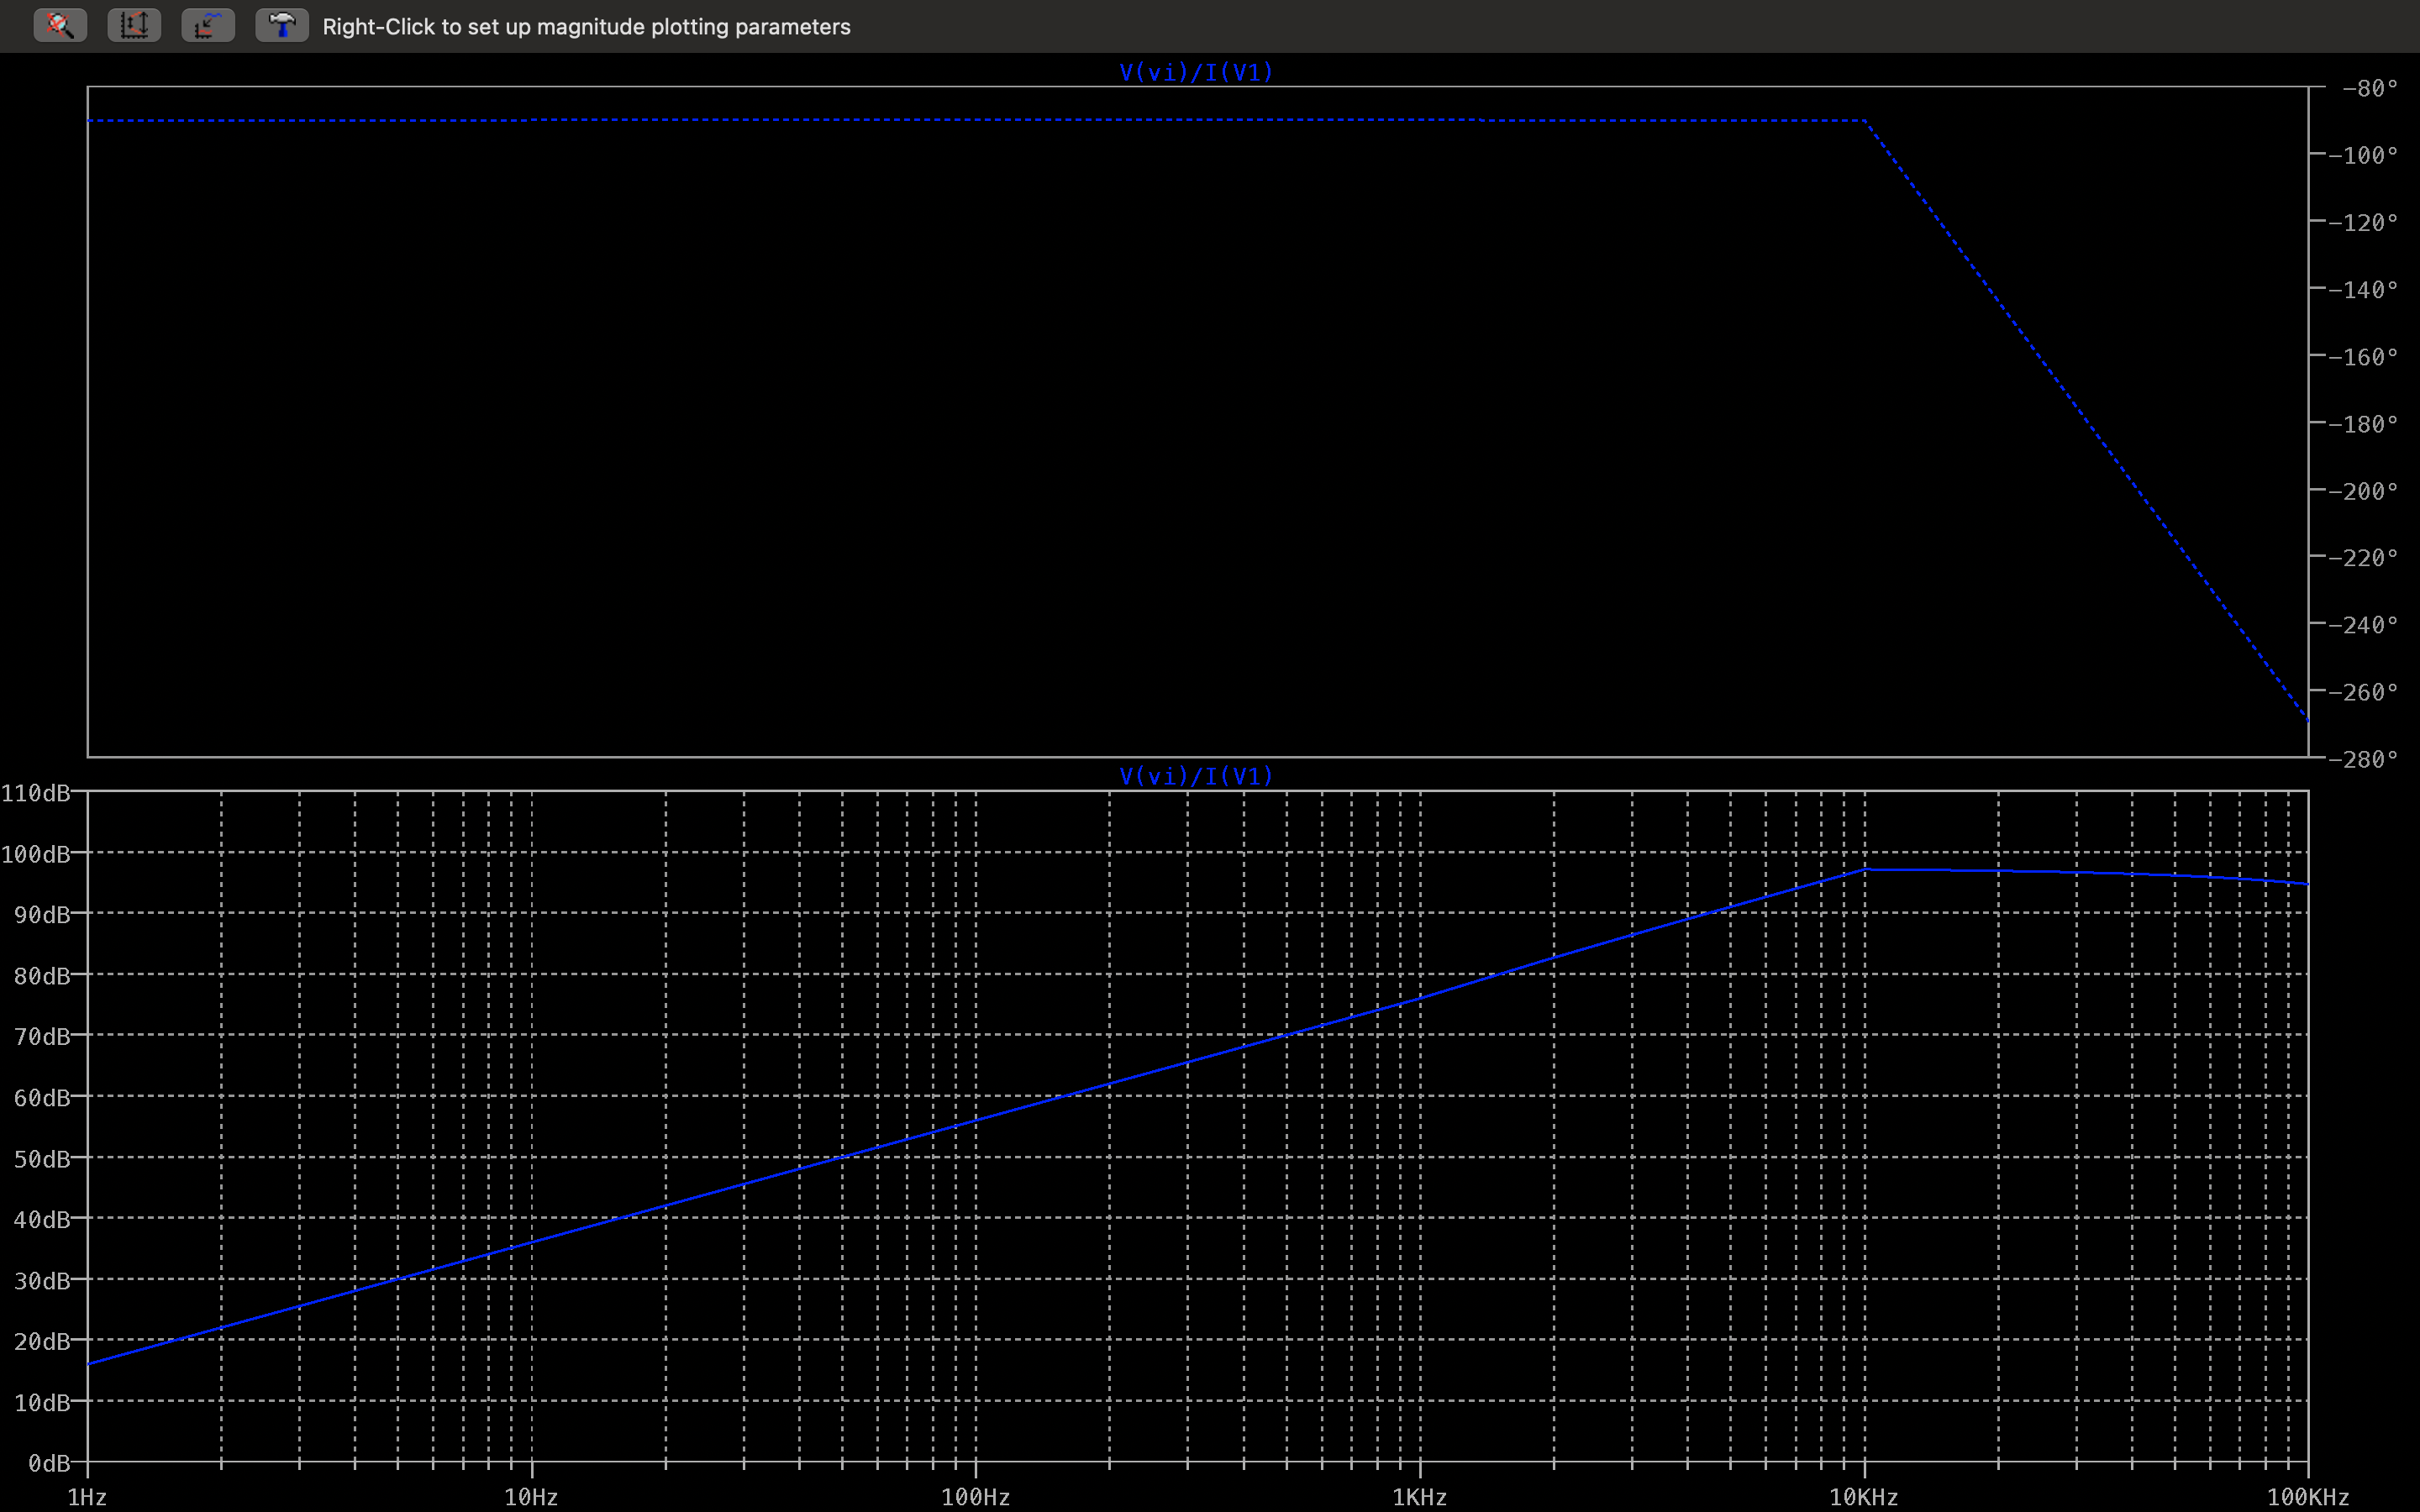 Right-Click to set up magnitude plotting parameters
V(vi)/I(V1)
-80°
-100°
-120°
-140°
-160°
-180°
-200°
-220°
-240°
-260°
-280°
V(vi)/I(V1)
110dB
100dB
90dB
80dB
70dB
60dB
50dB
40dB
30dB
20dB
10dB
0dB
1Hz 10Hz 100Hz 1KHz 10KHz 100KHz